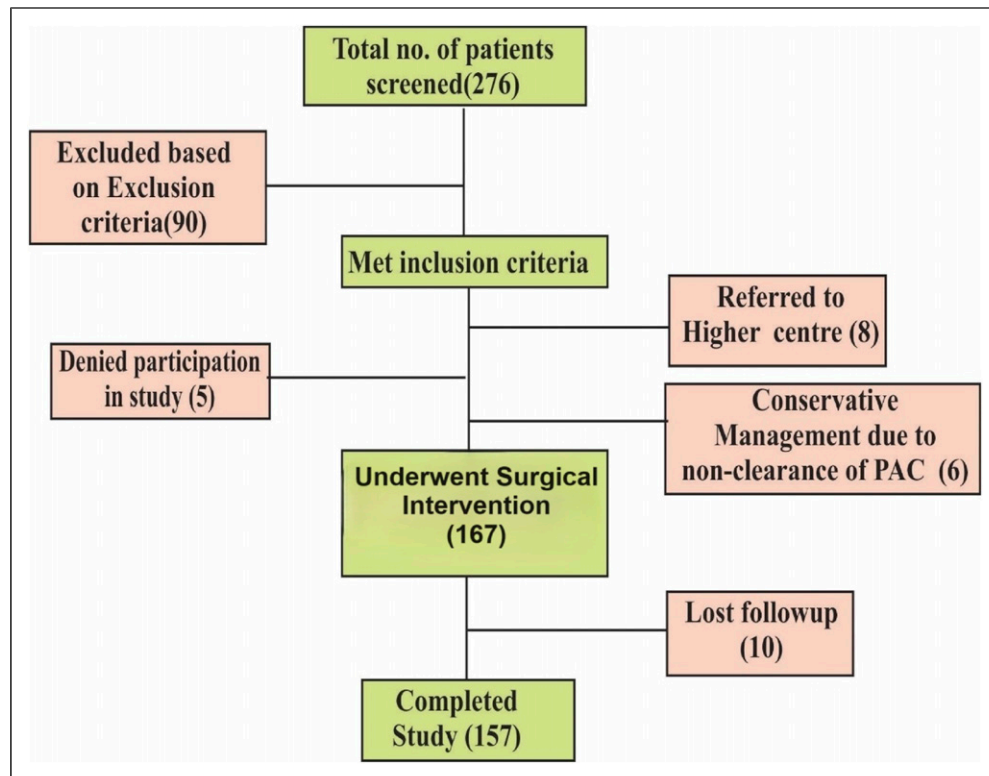 Total no. of patients
screened(276)
Excluded based
on Exclusion
criteria(90)
Met inclusion criteria
Referred to
Higher centre (8)
Denied participation
in study (5)
Conservative
Management due to
non-clearance of PAC (6)
Underwent Surgical
Intervention
(167)
Lost followup
(10)
Completed
Study (157)